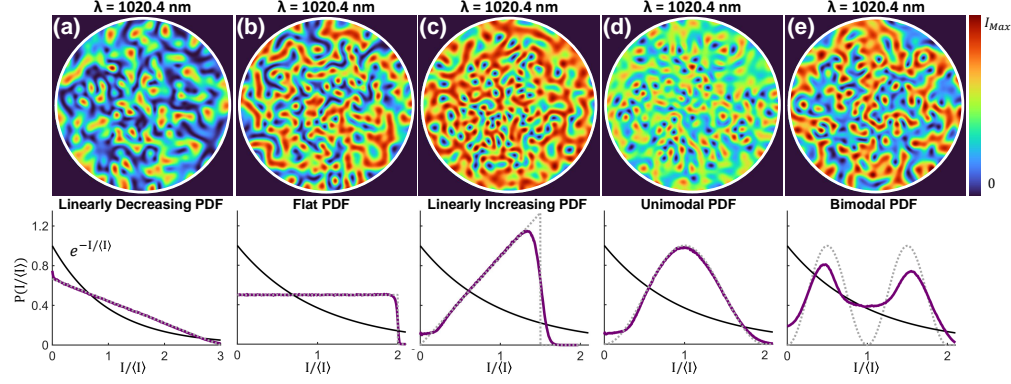 λ = 1020.4 nm λ = 1020.4 nm λ = 1020.4 nm λ = 1020.4 nm λ = 1020.4 nm
(a) (b) (c) (d) (e)
I_Max
0
Linearly Decreasing PDF Flat PDF Linearly Increasing PDF Unimodal PDF Bimodal PDF
P(I/⟨I⟩)
1.2
0.8
0.4
0
e^{-I/⟨I⟩}
0 1 2 3 0 1 2 0 1 2 0 1 2 0 1 2
I/⟨I⟩ I/⟨I⟩ I/⟨I⟩ I/⟨I⟩ I/⟨I⟩